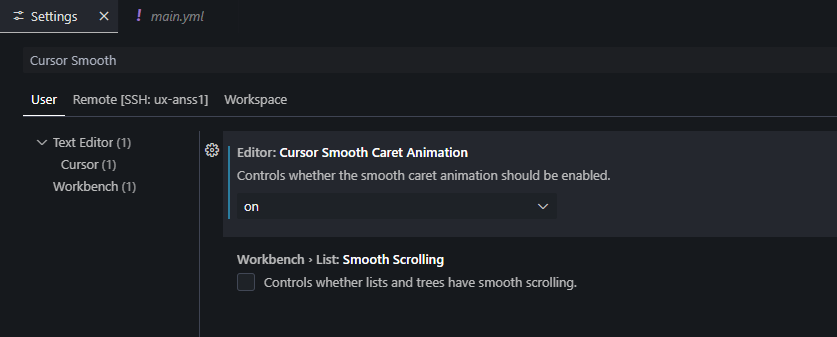 Settings
! main.yml
Cursor Smooth
User Remote [SSH: ux-anss1] Workspace
Text Editor (1)
Cursor (1)
Workbench (1)
Editor: Cursor Smooth Caret Animation
Controls whether the smooth caret animation should be enabled.
on
Workbench › List: Smooth Scrolling
Controls whether lists and trees have smooth scrolling.